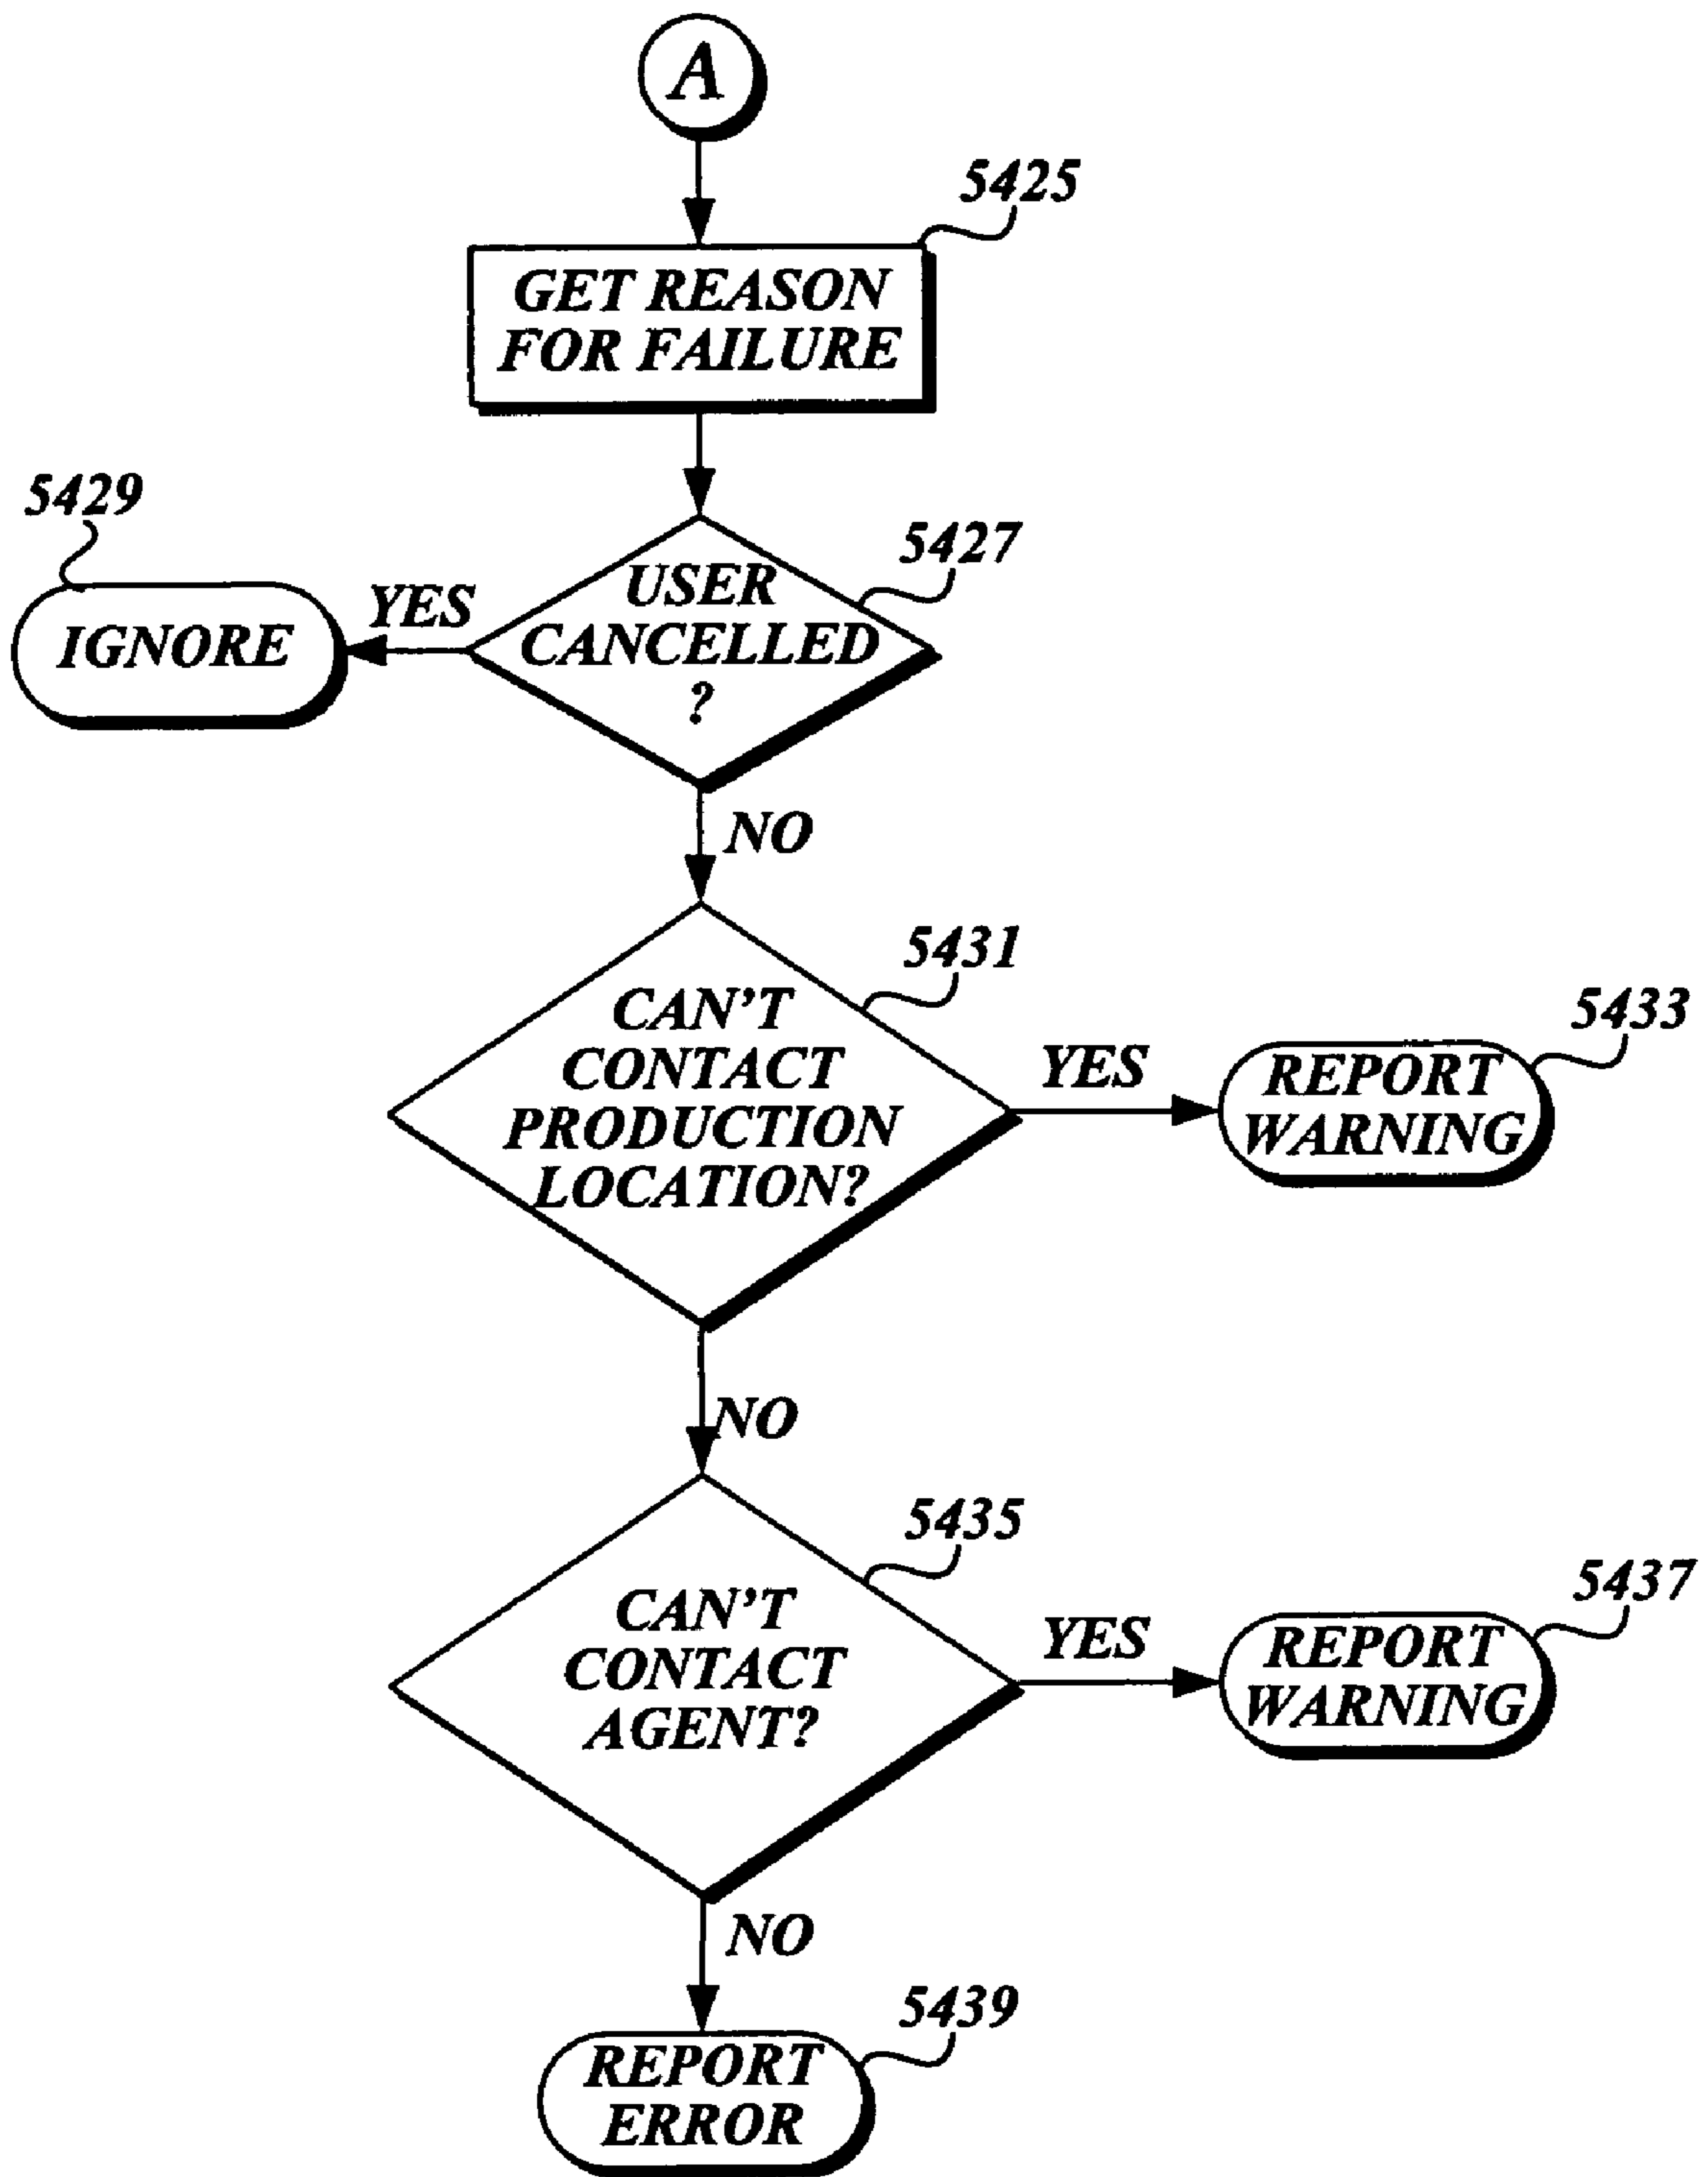 A
5425
GET REASON
FOR FAILURE
5429
5427
IGNORE
YES
USER
CANCELLED
?
NO
5431
CAN'T
CONTACT
PRODUCTION
LOCATION?
YES
5433
REPORT
WARNING
NO
5435
CAN'T
CONTACT
AGENT?
YES
5437
REPORT
WARNING
NO
5439
REPORT
ERROR